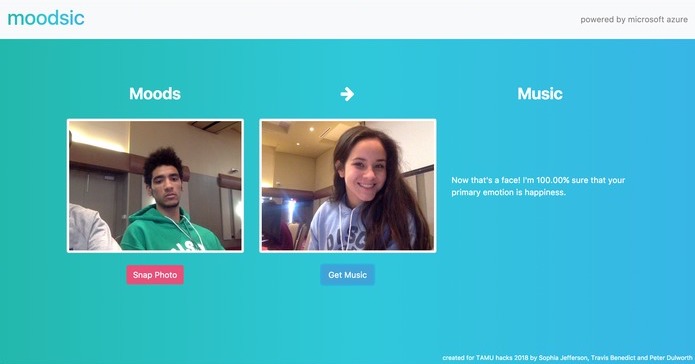 moodsic
powered by microsoft azure
Moods
Music
Now that's a face! I'm 100.00% sure that your
primary emotion is happiness.
Snap Photo
Get Music
created for TAMU hacks 2018 by Sophia Jefferson, Travis Benedict and Peter Dulworth